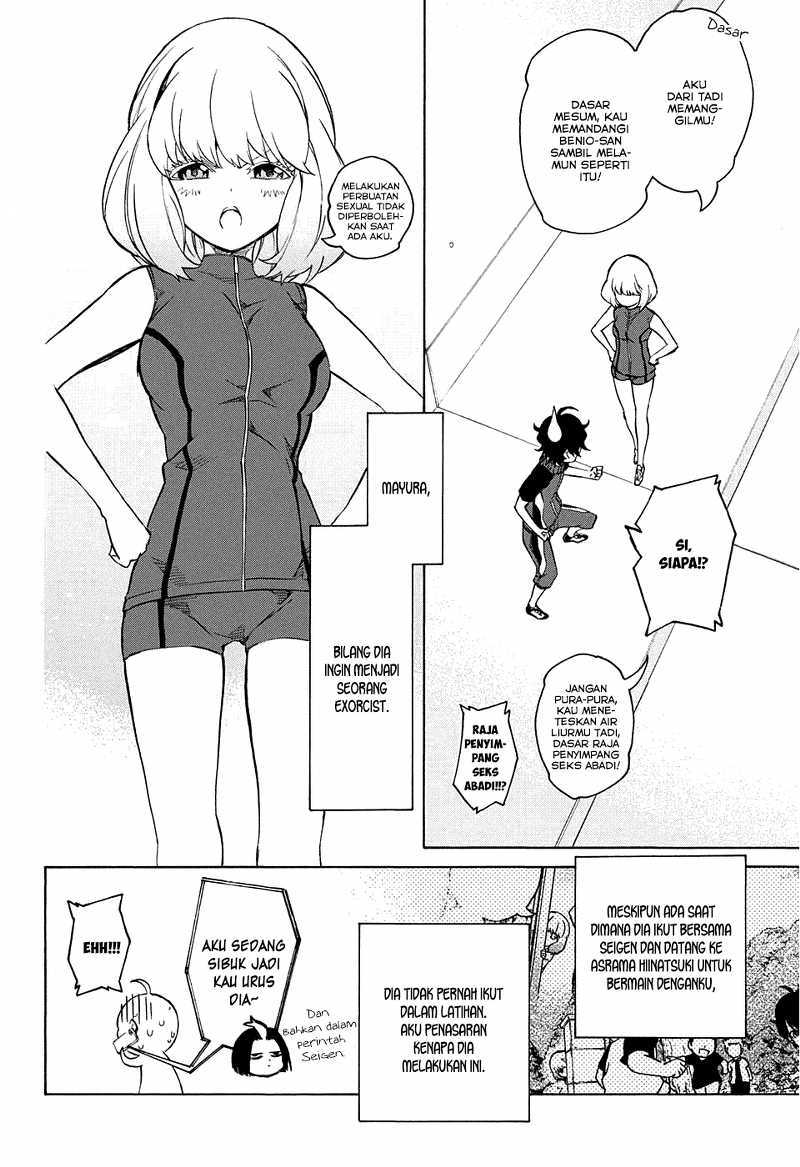 Dasar
AKU
DARI TADI
MEMANG-
GILMU!
DASAR
MESUM, KAU
MEMANDANGI
BENIO-SAN
SAMBIL MELA-
MUN SEPERTI
ITU!
SI,
SIAPA!?
JANGAN
PURA-PURA,
KAU MENE-
TESKAN AIR
LIURMU TADI,
DASAR RAJA
PENYIMPANG
SEKS ABADI!
RAJA
PENYIM-
PANG
SEKS
ABADI!!?
MELAKUKAN
PERBUATAN
SEXUAL TIDAK
DIPERBOLEH-
KAN SAAT
ADA AKU.
MAYURA,
BILANG DIA
INGIN MENJADI
SEORANG
EXORCIST.
MESKIPUN ADA SAAT
DIMANA DIA IKUT BERSAMA
SEIGEN DAN DATANG KE
ASRAMA HIINATSUKI UNTUK
BERMAIN DENGANKU,
DIA TIDAK PERNAH IKUT
DALAM LATIHAN.
AKU PENASARAN
KENAPA DIA
MELAKUKAN INI.
Dan
bahkan dalam
perintah
Seigen.
AKU SEDANG
SIBUK JADI
KAU URUS
DIA~
EHH!!!